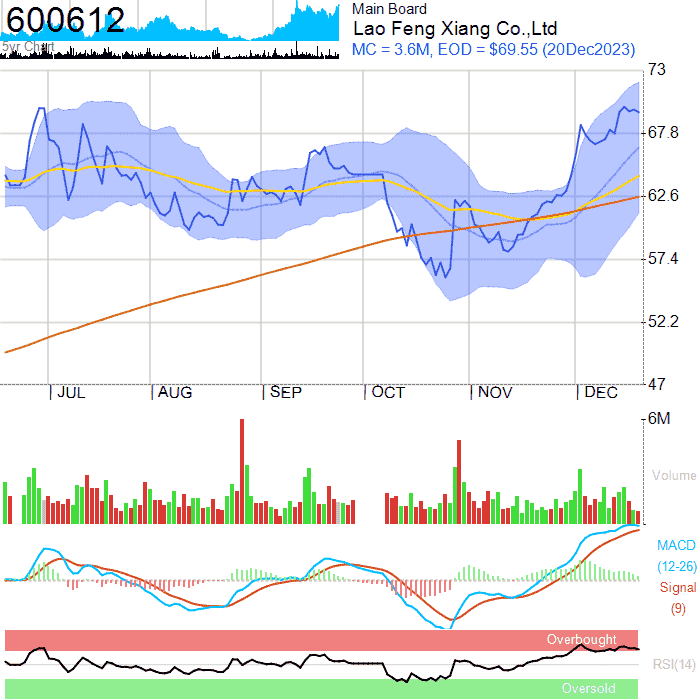 600612
5yr Chart
Main Board
Lao Feng Xiang Co.,Ltd
MC = 3.6M, EOD = $69.55 (20Dec2023)
73
67.8
62.6
57.4
52.2
47
JUL AUG SEP OCT NOV DEC
6M
Volume
MACD
(12-26)
Signal
(9)
Overbought
RSI(14)
Oversold